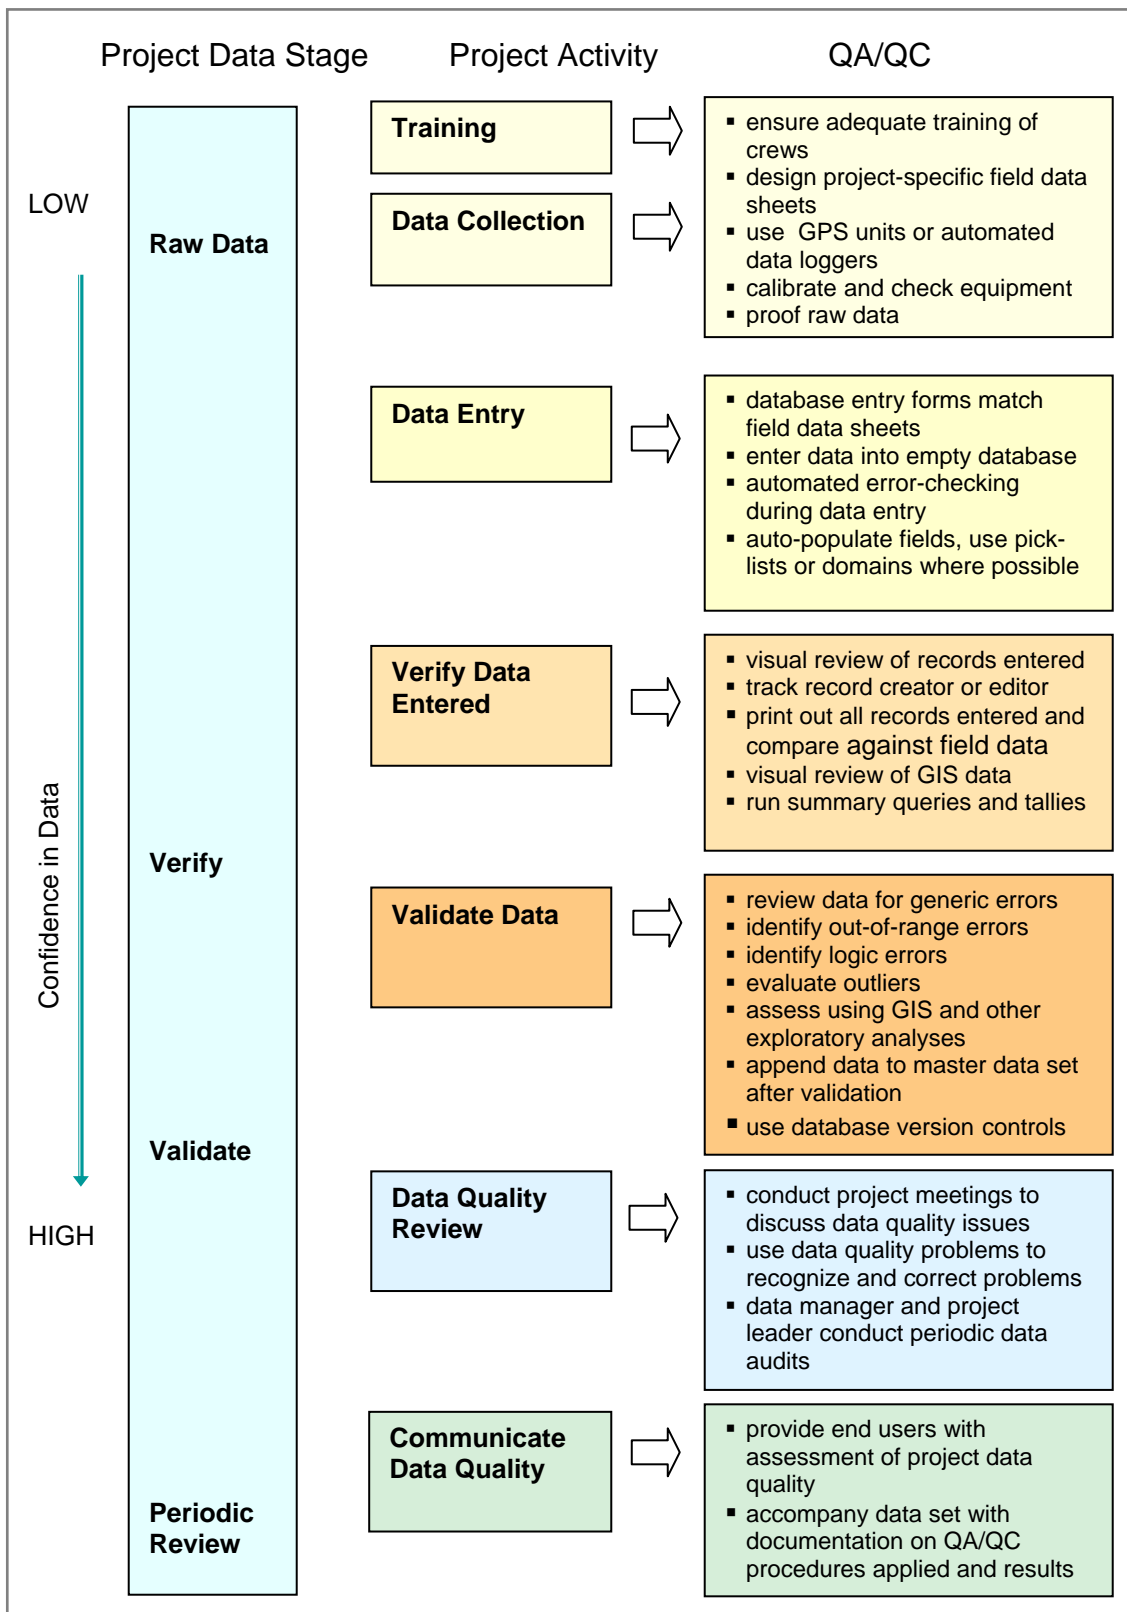 Project Data Stage
Project Activity
QA/QC
LOW
Confidence in Data
HIGH
Raw Data
Verify
Validate
Periodic
Review
Training
Data Collection
▪ ensure adequate training of
crews
▪ design project-specific field data
sheets
▪ use GPS units or automated
data loggers
▪ calibrate and check equipment
▪ proof raw data
Data Entry
▪ database entry forms match
field data sheets
▪ enter data into empty database
▪ automated error-checking
during data entry
▪ auto-populate fields, use pick-
lists or domains where possible
Verify Data
Entered
▪ visual review of records entered
▪ track record creator or editor
▪ print out all records entered and
compare against field data
▪ visual review of GIS data
▪ run summary queries and tallies
Validate Data
▪ review data for generic errors
▪ identify out-of-range errors
▪ identify logic errors
▪ evaluate outliers
▪ assess using GIS and other
exploratory analyses
▪ append data to master data set
after validation
▪ use database version controls
Data Quality
Review
▪ conduct project meetings to
discuss data quality issues
▪ use data quality problems to
recognize and correct problems
▪ data manager and project
leader conduct periodic data
audits
Communicate
Data Quality
▪ provide end users with
assessment of project data
quality
▪ accompany data set with
documentation on QA/QC
procedures applied and results